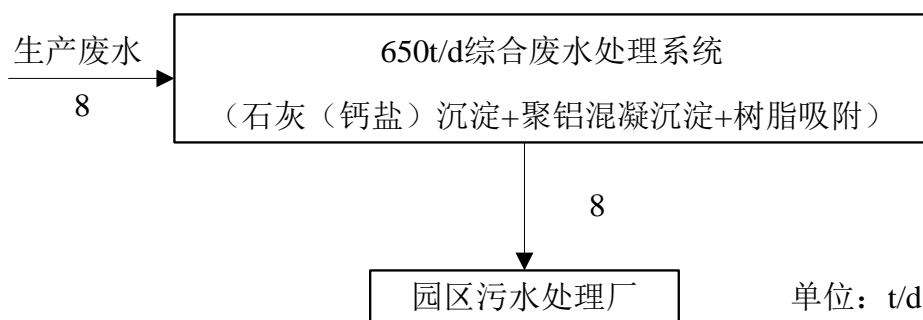 生产废水
8
650t/d综合废水处理系统
（石灰（钙盐）沉淀+聚铝混凝沉淀+树脂吸附）
8
园区污水处理厂
单位：t/d